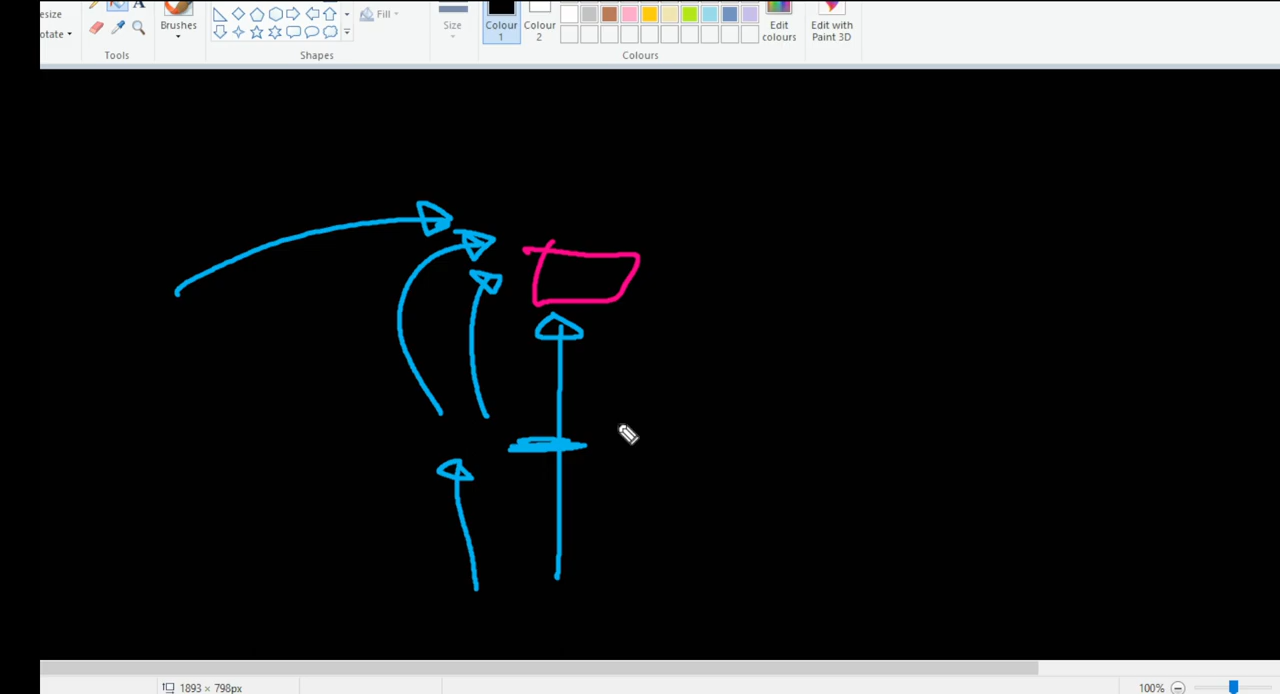 esize
otate
A
Tools
Brushes
Fill
Shapes
Size
Colour
1
Colour
2
Edit
colours
Edit with
Paint 3D
Colours
1893 × 798px
100%